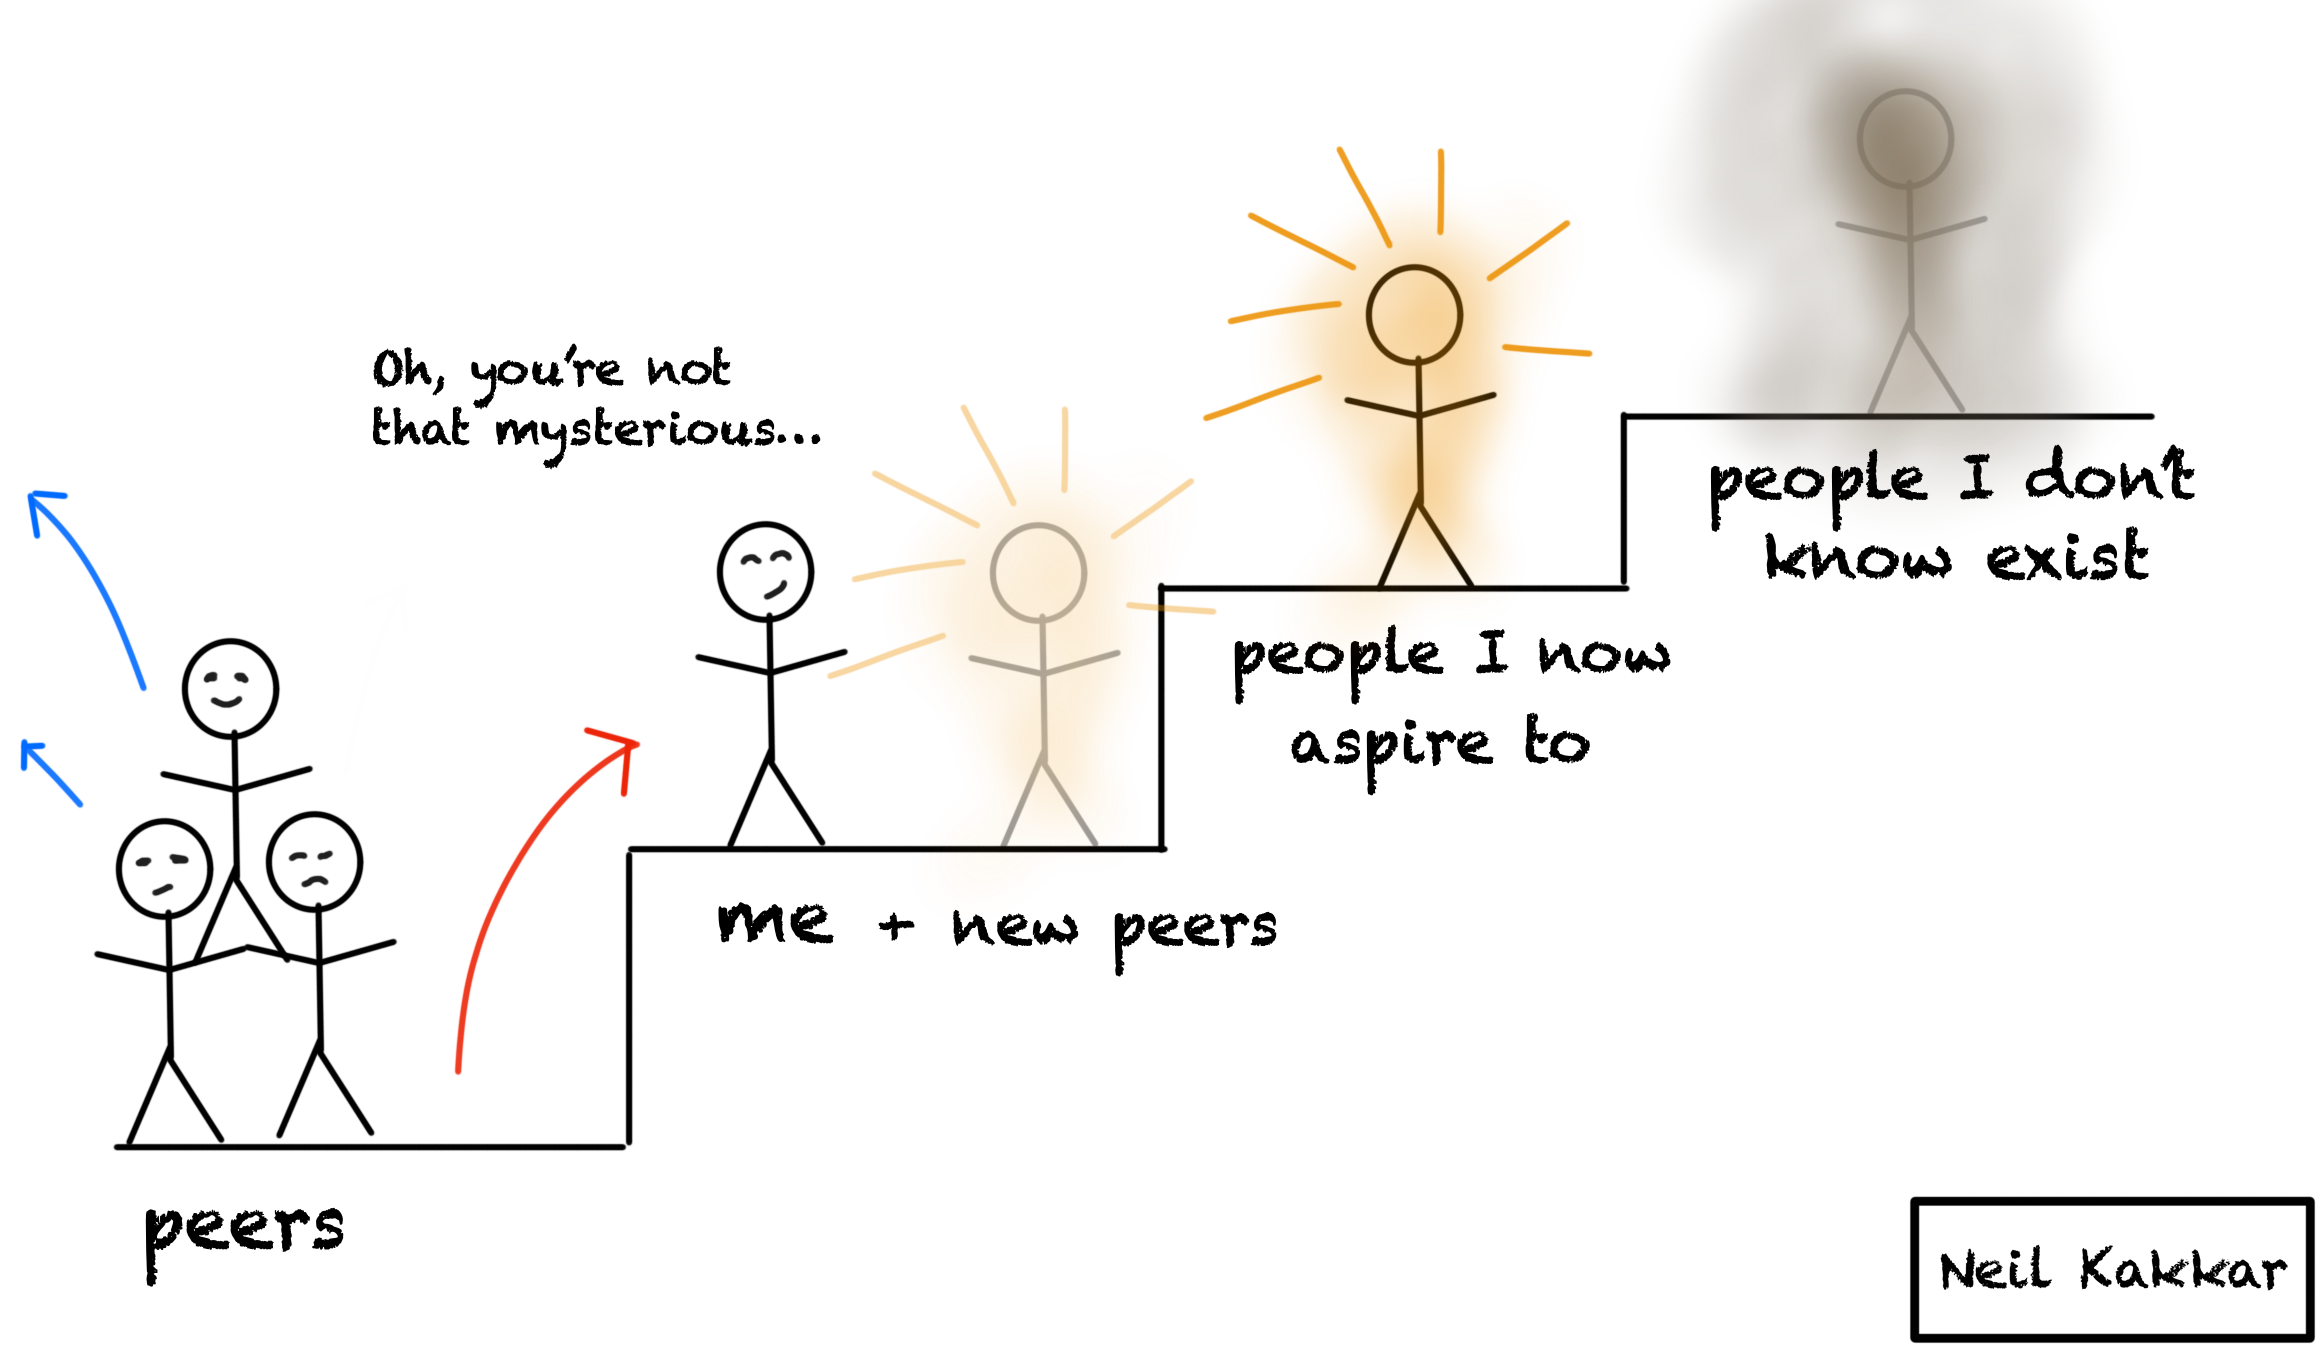 Oh, you're not
that mysterious...
people I don't
know exist
people I now
aspire to
me + new peers
peers
Neil Kakkar